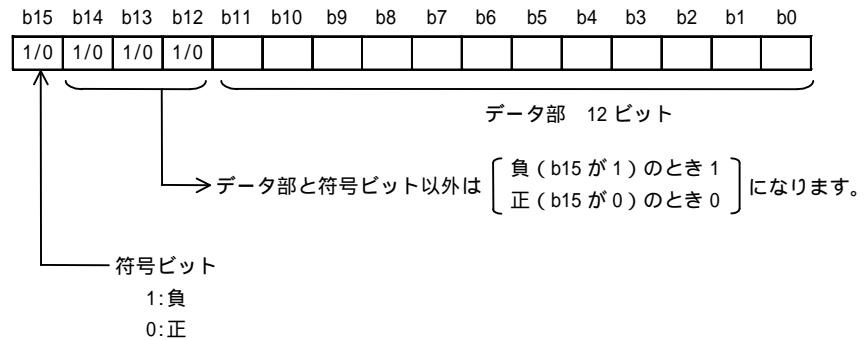 b15 b14 b13 b12 b11 b10 b9 b8 b7 b6 b5 b4 b3 b2 b1 b0
1/0 1/0 1/0 1/0
データ部 12 ビット
データ部と符号ビット以外は
負（b15 が 1）のとき 1
正（b15 が 0）のとき 0
になります。
符号ビット
1:負
0:正